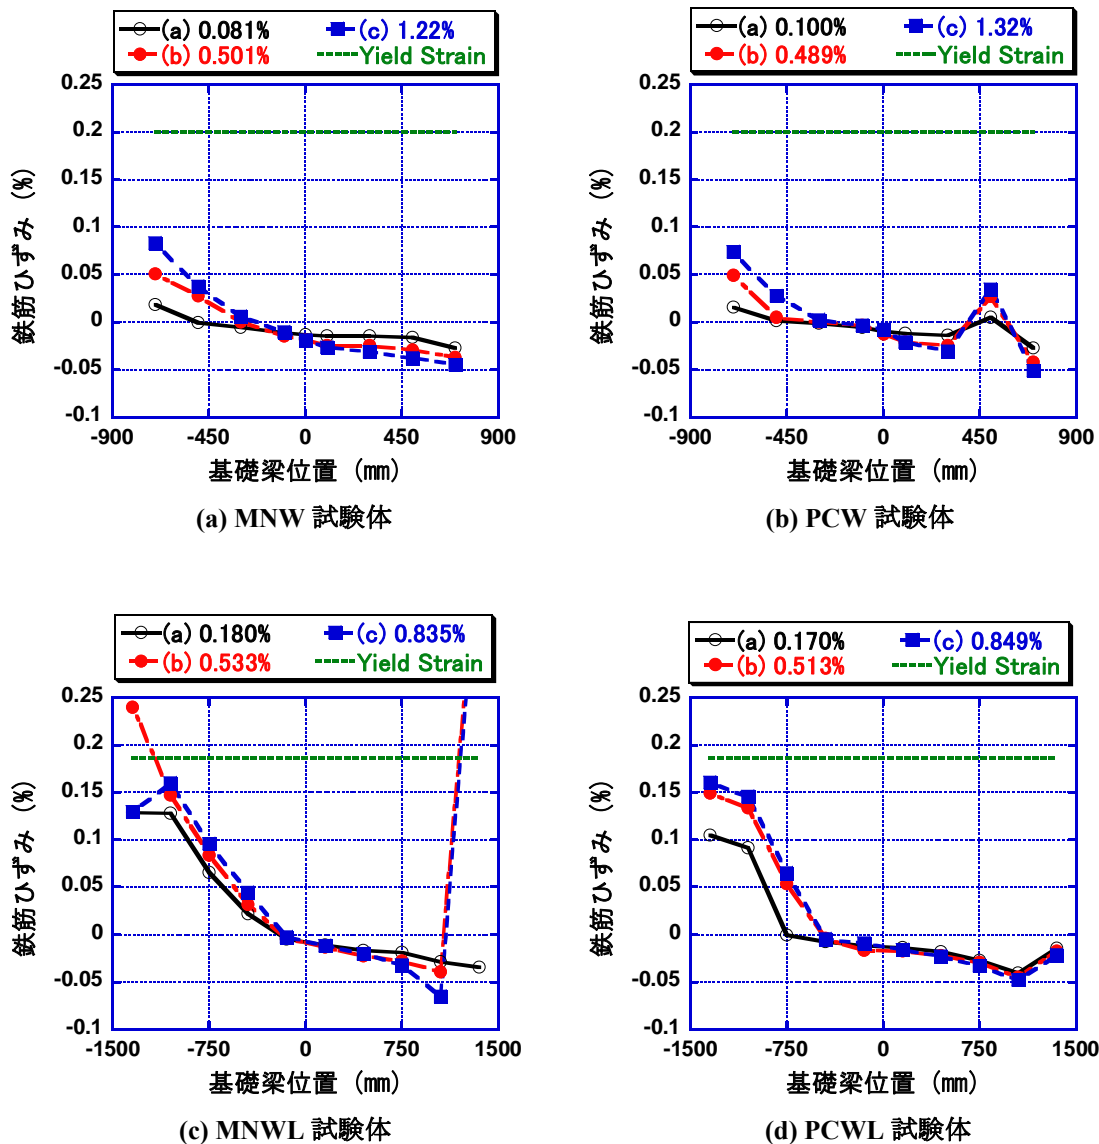 (a) 0.081% (c) 1.22%
(b) 0.501% Yield Strain
0.25
0.2
0.15
0.1
0.05
0
-0.05
-0.1
鉄筋ひずみ (%)
-900 -450 0 450 900
基礎梁位置 (㎜)
(a) MNW 試験体
(a) 0.100% (c) 1.32%
(b) 0.489% Yield Strain
0.25
0.2
0.15
0.1
0.05
0
-0.05
-0.1
鉄筋ひずみ (%)
-900 -450 0 450 900
基礎梁位置 (㎜)
(b) PCW 試験体
(a) 0.180% (c) 0.835%
(b) 0.533% Yield Strain
0.25
0.2
0.15
0.1
0.05
0
-0.05
-0.1
鉄筋ひずみ (%)
-1500 -750 0 750 1500
基礎梁位置 (㎜)
(c) MNWL 試験体
(a) 0.170% (c) 0.849%
(b) 0.513% Yield Strain
0.25
0.2
0.15
0.1
0.05
0
-0.05
-0.1
鉄筋ひずみ (%)
-1500 -750 0 750 1500
基礎梁位置 (㎜)
(d) PCWL 試験体